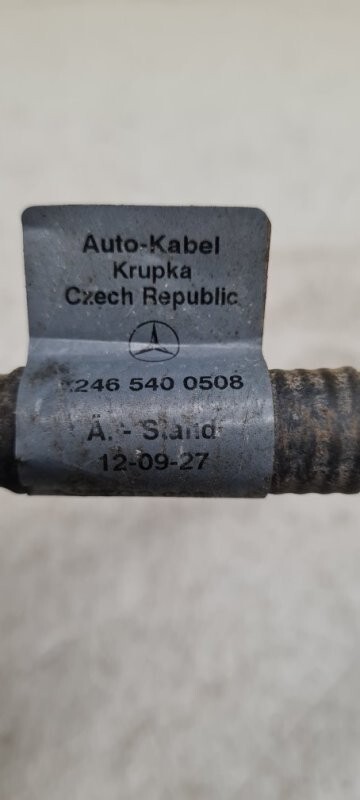 Auto-Kabel
Krupka
Czech Republic
246 540 0508
Ä. - Stand
12-09-27